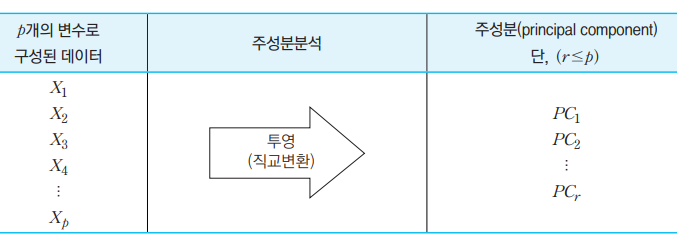 p개의 변수로
구성된 데이터
주성분분석
주성분(principal component)
단, (r≤p)
X₁
X₂
X₃
X₄
⋮
Xₚ
투영
(직교변환)
PC₁
PC₂
⋮
PCᵣ